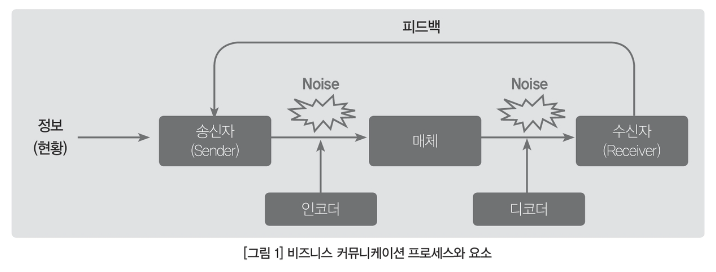 피드백
Noise
Noise
정보
(현황)
송신자
(Sender)
매체
수신자
(Receiver)
인코더
디코더
[그림 1] 비즈니스 커뮤니케이션 프로세스와 요소